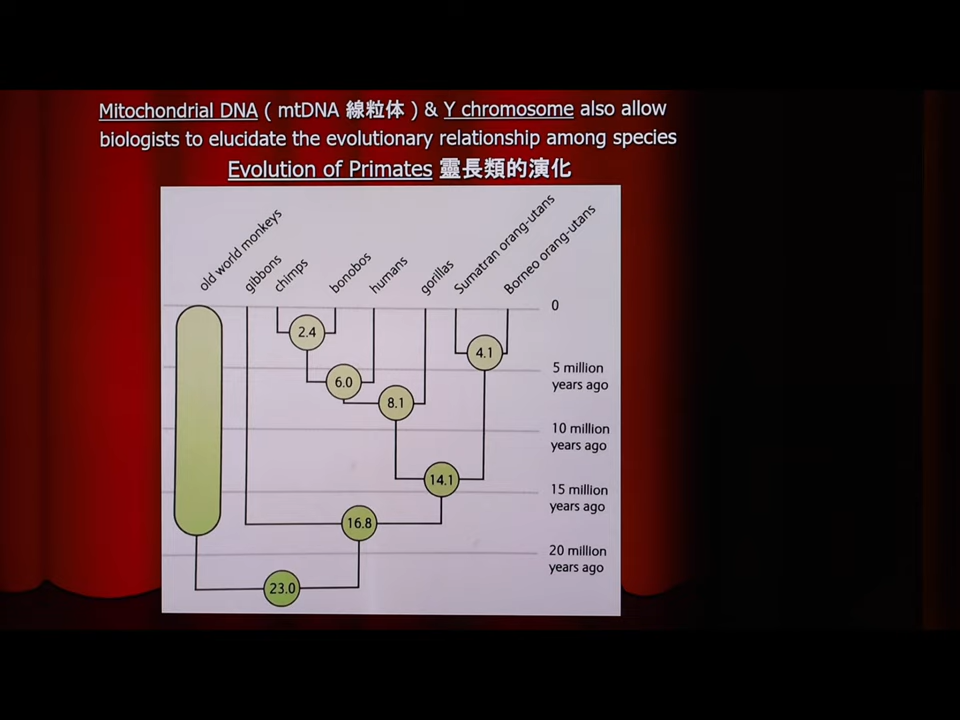 Mitochondrial DNA ( mtDNA 線粒体 ) & Y chromosome also allow
biologists to elucidate the evolutionary relationship among species
Evolution of Primates 靈長類的演化
old world monkeys
gibbons
chimps
bonobos
humans
gorillas
Sumatran orang-utans
Borneo orang-utans
0
2.4
4.1
5 million
years ago
6.0
8.1
10 million
years ago
14.1
15 million
years ago
16.8
20 million
years ago
23.0